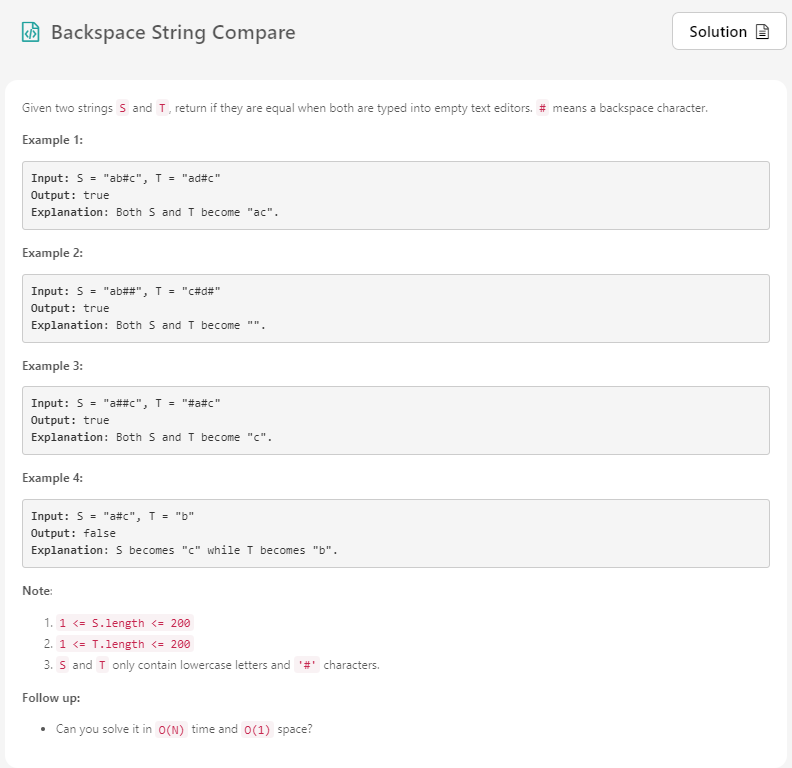 Backspace String Compare
Solution
Given two strings S and T, return if they are equal when both are typed into empty text editors. # means a backspace character.
Example 1:
Input: S = "ab#c", T = "ad#c"
Output: true
Explanation: Both S and T become "ac".
Example 2:
Input: S = "ab##", T = "c#d#"
Output: true
Explanation: Both S and T become "".
Example 3:
Input: S = "a##c", T = "#a#c"
Output: true
Explanation: Both S and T become "c".
Example 4:
Input: S = "a#c", T = "b"
Output: false
Explanation: S becomes "c" while T becomes "b".
Note:
1. 1 <= S.length <= 200
2. 1 <= T.length <= 200
3. S and T only contain lowercase letters and '#' characters.
Follow up:
• Can you solve it in O(N) time and O(1) space?